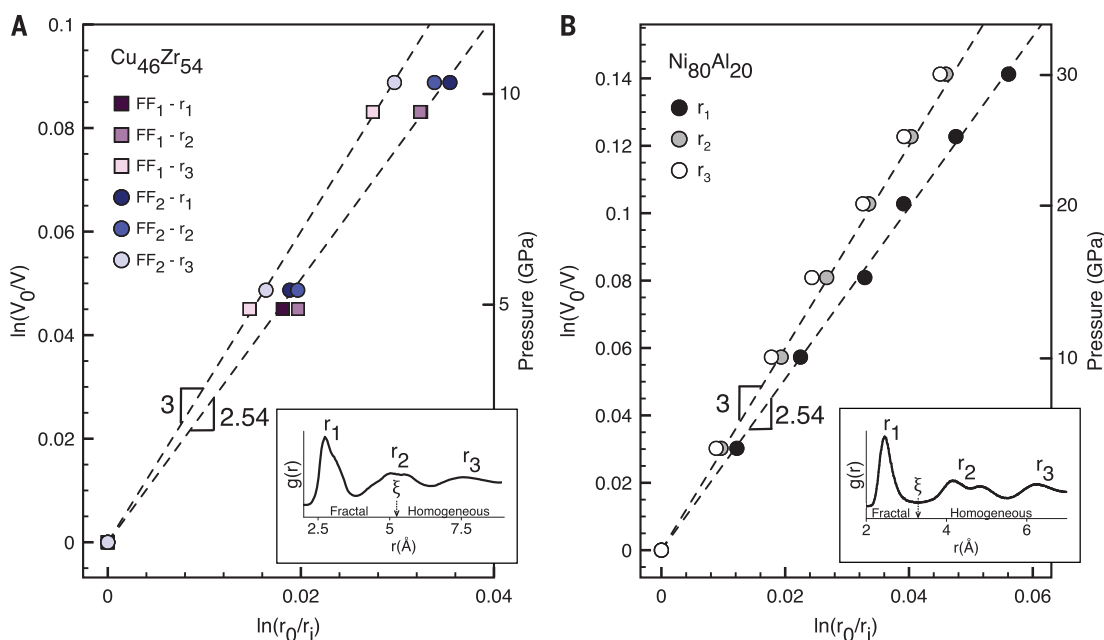 A
Cu46Zr54
FF1 - r1
FF1 - r2
FF1 - r3
FF2 - r1
FF2 - r2
FF2 - r3
ln(V0/V)
0.1
0.08
0.06
0.04
0.02
0
0
0.02
0.04
ln(r0/ri)
Pressure (GPa)
10
5
3
2.54
g(r)
r1
r2
r3
ξ
Fractal
Homogeneous
2.5
5
7.5
r(Å)
B
Ni80Al20
r1
r2
r3
ln(V0/V)
0.14
0.12
0.1
0.08
0.06
0.04
0.02
0
0
0.02
0.04
0.06
ln(r0/ri)
Pressure (GPa)
30
20
10
3
2.54
g(r)
r1
r2
r3
ξ
Fractal
Homogeneous
2
4
6
r(Å)